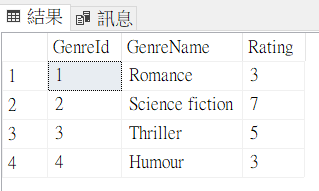 結果 訊息
GenreId GenreName Rating
1 1 Romance 3
2 2 Science fiction 7
3 3 Thriller 5
4 4 Humour 3